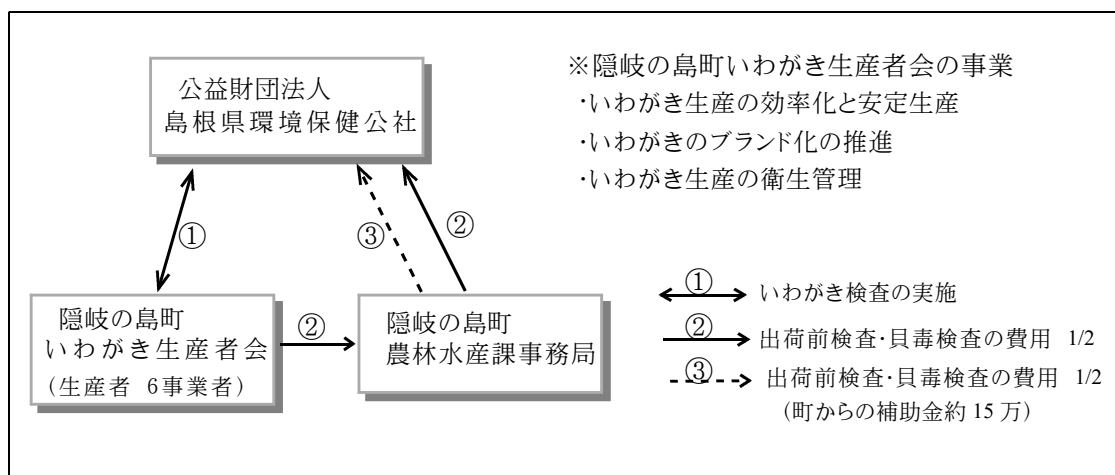 公益財団法人
島根県環境保健公社
※隠岐の島町いわがき生産者会の事業
・いわがき生産の効率化と安定生産
・いわがきのブランド化の推進
・いわがき生産の衛生管理
①
③
②
隠岐の島町
いわがき生産者会
(生産者 6事業者)
②
隠岐の島町
農林水産課事務局
① いわがき検査の実施
② 出荷前検査・貝毒検査の費用 1/2
③ 出荷前検査・貝毒検査の費用 1/2
(町からの補助金約 15 万)